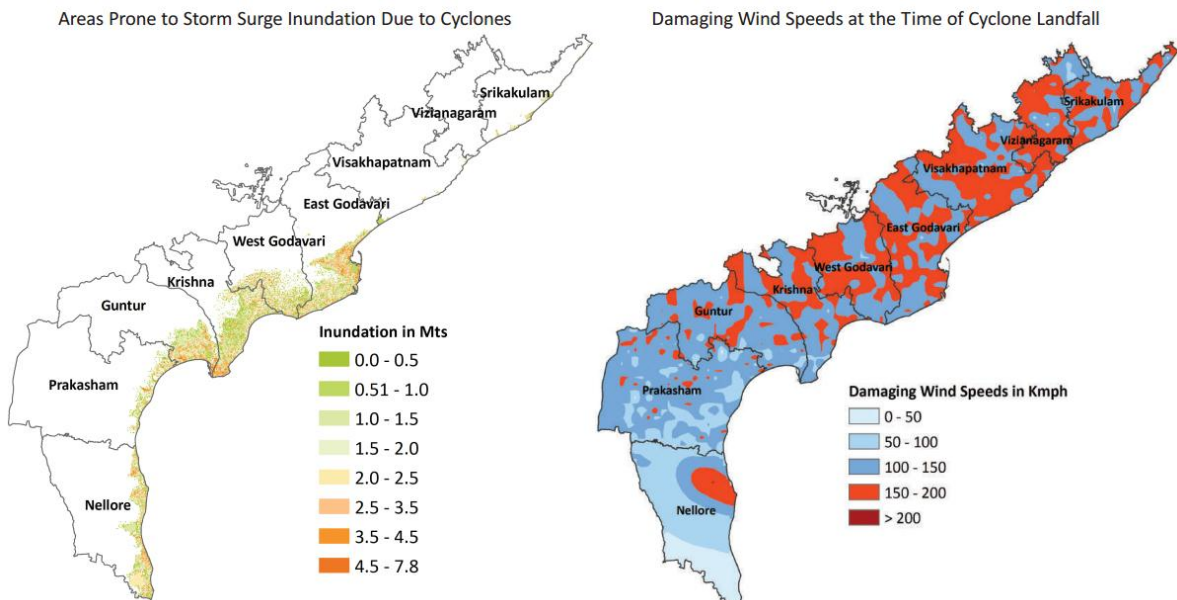 Areas Prone to Storm Surge Inundation Due to Cyclones
Srikakulam
Vizianagaram
Visakhapatnam
East Godavari
West Godavari
Krishna
Guntur
Prakasham
Nellore
Inundation in Mts
0.0 - 0.5
0.51 - 1.0
1.0 - 1.5
1.5 - 2.0
2.0 - 2.5
2.5 - 3.5
3.5 - 4.5
4.5 - 7.8
Damaging Wind Speeds at the Time of Cyclone Landfall
Srikakulam
Vizianagaram
Visakhapatnam
East Godavari
West Godavari
Krishna
Guntur
Prakasham
Nellore
Damaging Wind Speeds in Kmph
0 - 50
50 - 100
100 - 150
150 - 200
> 200